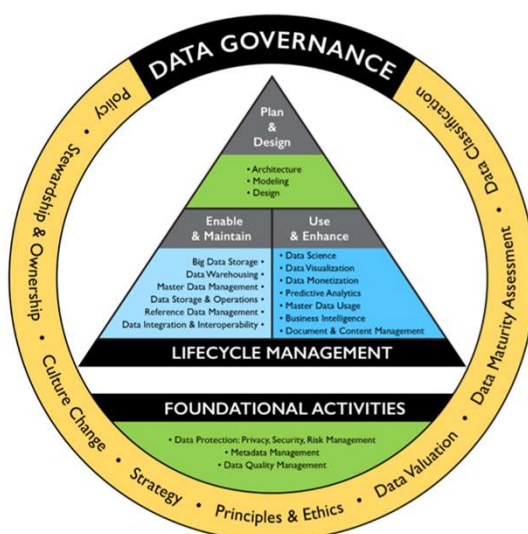 DATA GOVERNANCE
Policy • Stewardship & Ownership • Culture Change • Strategy • Principles & Ethics • Data Valuation • Data Maturity Assessment • Data Classification
Plan
&
Design
• Architecture
• Modeling
• Design
Enable
& Maintain
Big Data Storage •
Data Warehousing •
Master Data Management •
Data Storage & Operations •
Reference Data Management •
Data Integration & Interoperability •
Use
& Enhance
• Data Science
• Data Visualization
• Data Monetization
• Predictive Analytics
• Master Data Usage
• Business Intelligence
• Document & Content Management
LIFECYCLE MANAGEMENT
FOUNDATIONAL ACTIVITIES
• Data Protection: Privacy, Security, Risk Management
• Metadata Management
• Data Quality Management